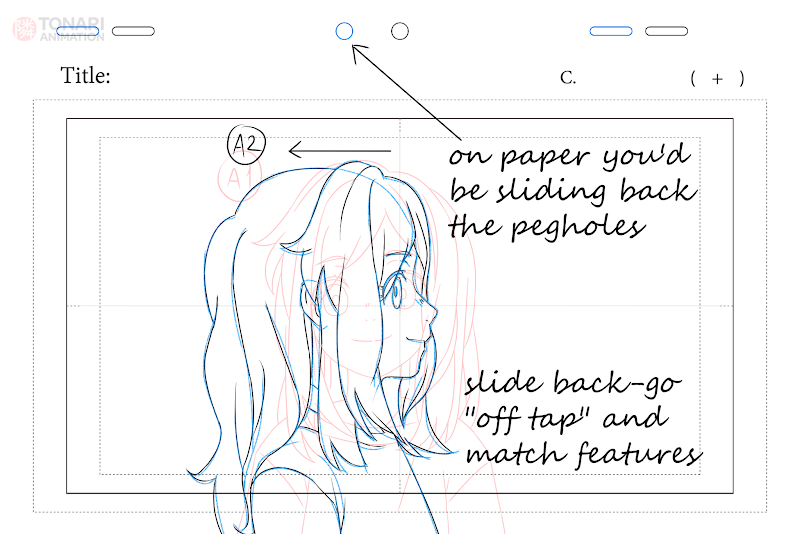 TONARI
ANIMATION
Title:
C.
( + )
A2
A1
on paper you'd
be sliding back
the pegholes
slide back-go
"off tap" and
match features